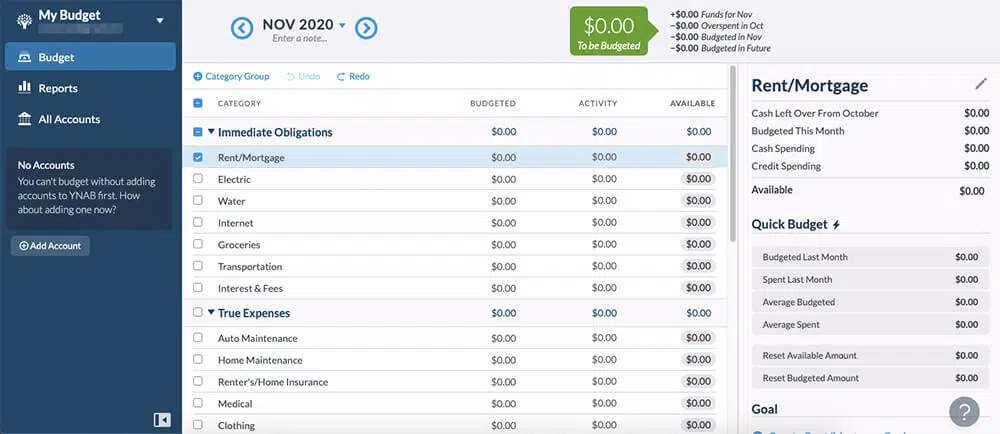 My Budget
Budget
Reports
All Accounts
No Accounts
You can't budget without adding
accounts to YNAB first. How
about adding one now?
Add Account
NOV 2020
Enter a note...
$0.00
To be Budgeted
+$0.00 Funds for Nov
−$0.00 Overspent in Oct
−$0.00 Budgeted in Nov
−$0.00 Budgeted in Future
Category Group Undo Redo
CATEGORY BUDGETED ACTIVITY AVAILABLE
Immediate Obligations $0.00 $0.00 $0.00
Rent/Mortgage $0.00 $0.00 $0.00
Electric $0.00 $0.00 $0.00
Water $0.00 $0.00 $0.00
Internet $0.00 $0.00 $0.00
Groceries $0.00 $0.00 $0.00
Transportation $0.00 $0.00 $0.00
Interest & Fees $0.00 $0.00 $0.00
True Expenses $0.00 $0.00 $0.00
Auto Maintenance $0.00 $0.00 $0.00
Home Maintenance $0.00 $0.00 $0.00
Renter's/Home Insurance $0.00 $0.00 $0.00
Medical $0.00 $0.00 $0.00
Clothing $0.00 $0.00 $0.00
Rent/Mortgage
Cash Left Over From October $0.00
Budgeted This Month $0.00
Cash Spending $0.00
Credit Spending $0.00
Available $0.00
Quick Budget
Budgeted Last Month $0.00
Spent Last Month $0.00
Average Budgeted $0.00
Average Spent $0.00
Reset Available Amount $0.00
Reset Budgeted Amount $0.00
Goal
?